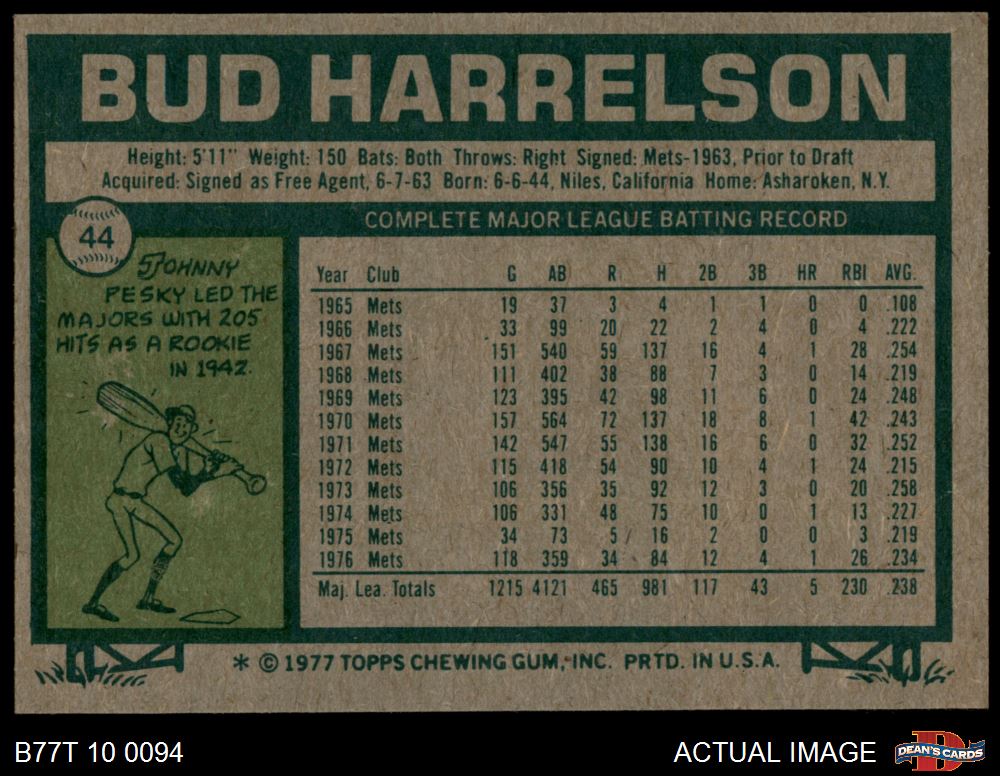 BUD HARRELSON
Height: 5'11" Weight: 150 Bats: Both Throws: Right Signed: Mets-1963, Prior to Draft
Acquired: Signed as Free Agent, 6-7-63 Born: 6-6-44, Niles, California Home: Asharoken, N.Y.
44
JOHNNY
PESKY LED THE
MAJORS WITH 205
HITS AS A ROOKIE
IN 1942.
COMPLETE MAJOR LEAGUE BATTING RECORD
Year Club G AB R H 2B 3B HR RBI AVG.
1965 Mets 19 37 3 4 1 1 0 0 .108
1966 Mets 33 99 20 22 2 4 0 4 .222
1967 Mets 151 540 59 137 16 4 1 28 .254
1968 Mets 111 402 38 88 7 3 0 14 .219
1969 Mets 123 395 42 98 11 6 0 24 .248
1970 Mets 157 564 72 137 18 8 1 42 .243
1971 Mets 142 547 55 138 16 6 0 32 .252
1972 Mets 115 418 54 90 10 4 1 24 .215
1973 Mets 106 356 35 92 12 3 0 20 .258
1974 Mets 106 331 48 75 10 0 1 13 .227
1975 Mets 34 73 5 16 2 0 0 3 .219
1976 Mets 118 359 34 84 12 4 1 26 .234
Maj. Lea. Totals 1215 4121 465 981 117 43 5 230 .238
* © 1977 TOPPS CHEWING GUM, INC. PRTD. IN U.S.A.
B77T 10 0094
ACTUAL IMAGE
D
DEAN'S CARDS